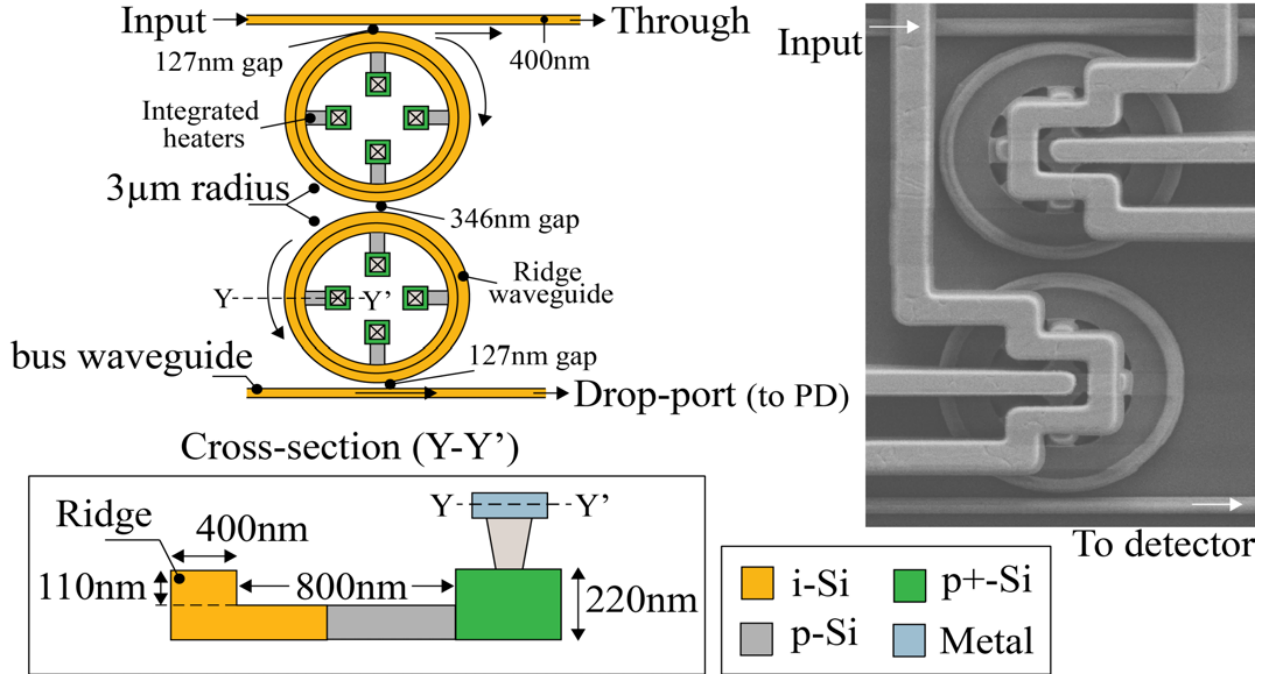 Input
Through
127nm gap
400nm
Integrated
heaters
3µm radius
346nm gap
Ridge
waveguide
Y
Y’
127nm gap
bus waveguide
Drop-port (to PD)
Cross-section (Y-Y’)
Ridge
400nm
110nm
800nm
Y
Y’
220nm
Input
To detector
i-Si
p+-Si
p-Si
Metal